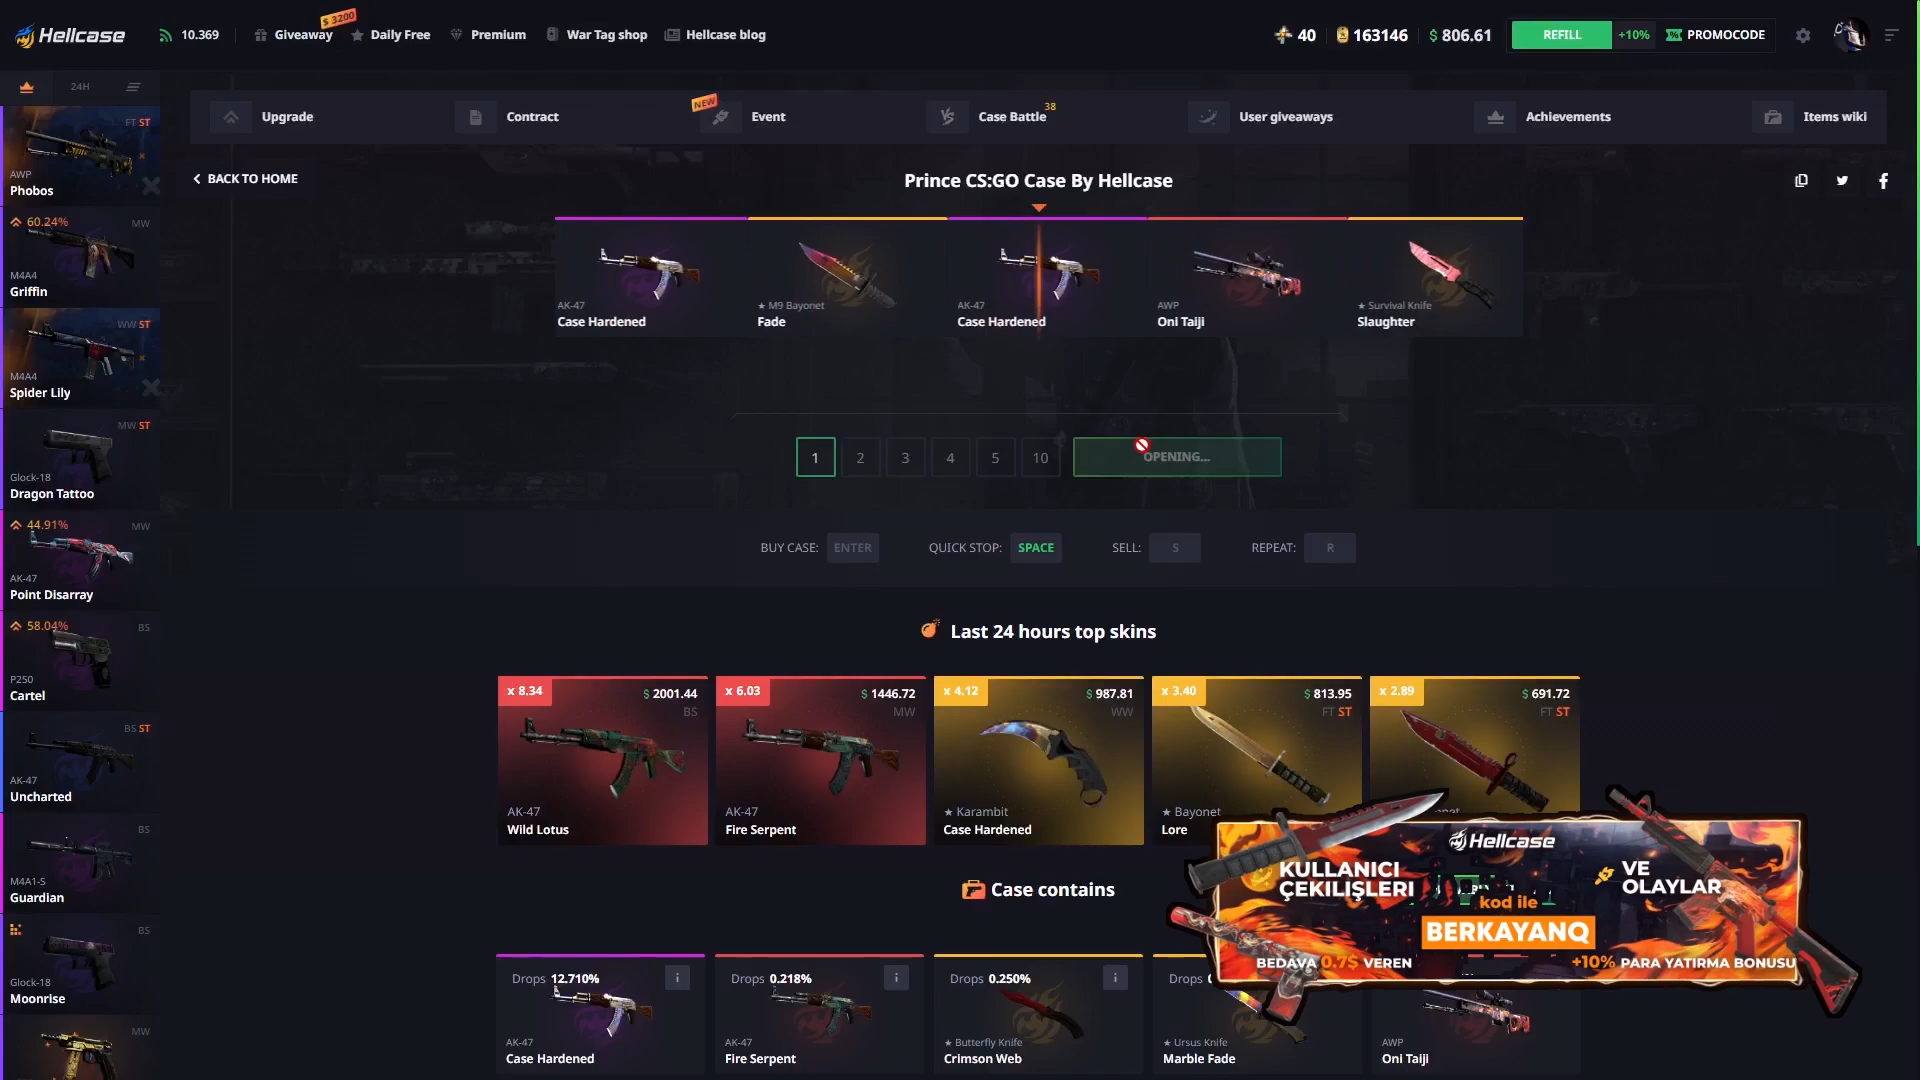 Hellcase
10.369
Giveaway
$ 3200
Daily Free
Premium
War Tag shop
Hellcase blog
40
163146
$ 806.61
REFILL
+10%
PROMOCODE
24H
Upgrade
Contract
NEW
Event
Case Battle
38
User giveaways
Achievements
Items wiki
BACK TO HOME
Prince CS:GO Case By Hellcase
FT ST
AWP
Phobos
60.24%
MW
M4A4
Griffin
WW ST
M4A4
Spider Lily
MW ST
Glock-18
Dragon Tattoo
44.91%
MW
AK-47
Point Disarray
58.04%
BS
P250
Cartel
BS ST
AK-47
Uncharted
BS
M4A1-S
Guardian
BS
Glock-18
Moonrise
MW
AK-47
Case Hardened
★ M9 Bayonet
Fade
AK-47
Case Hardened
AWP
Oni Taiji
★ Survival Knife
Slaughter
1
2
3
4
5
10
OPENING...
BUY CASE: ENTER
QUICK STOP: SPACE
SELL: S
REPEAT: R
Last 24 hours top skins
x 8.34
$ 2001.44
BS
AK-47
Wild Lotus
x 6.03
$ 1446.72
MW
AK-47
Fire Serpent
x 4.12
$ 987.81
WW
★ Karambit
Case Hardened
x 3.40
$ 813.95
FT ST
★ Bayonet
Lore
x 2.89
$ 691.72
FT ST
Case contains
Drops 12.710%
i
AK-47
Case Hardened
Drops 0.218%
i
AK-47
Fire Serpent
Drops 0.250%
i
★ Butterfly Knife
Crimson Web
Drops
★ Ursus Knife
Marble Fade
AWP
Oni Taiji
Hellcase
KULLANICI
ÇEKİLİŞLERİ
VE
OLAYLAR
kod ile
BERKAYANQ
BEDAVA 0.7$ VEREN
+10% PARA YATIRMA BONUSU